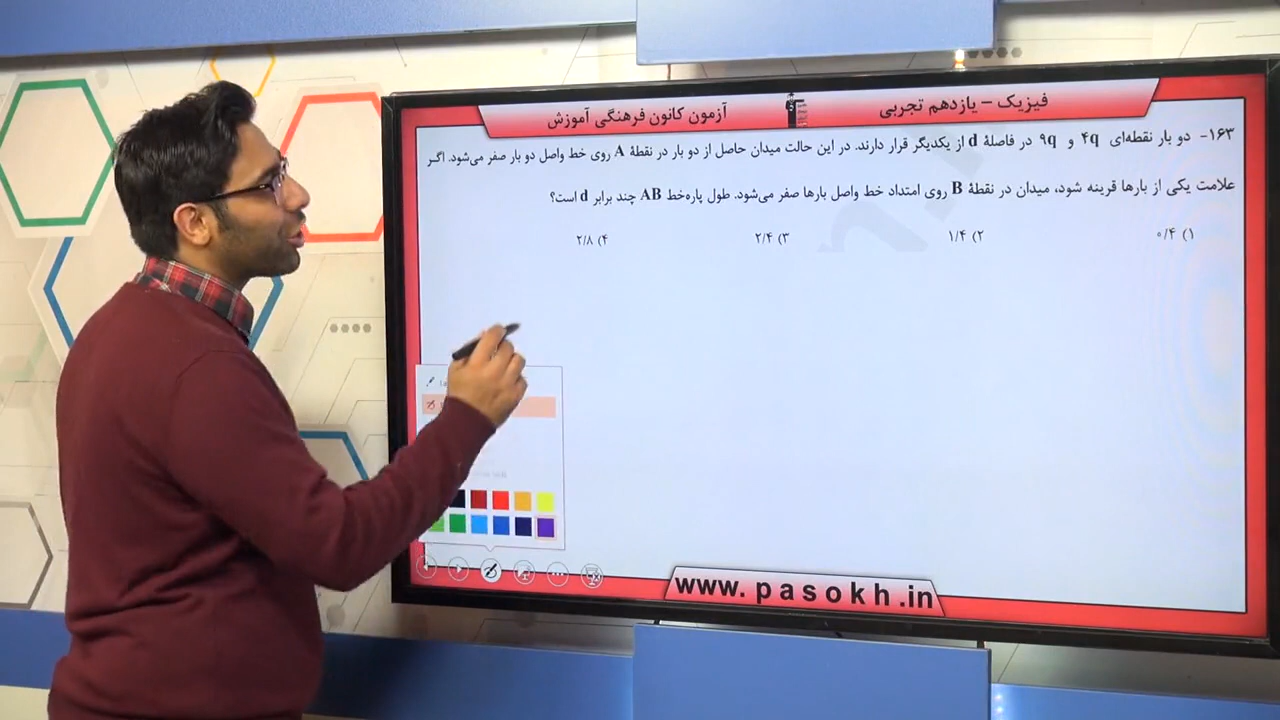 آزمون کانون فرهنگی آموزش
فیزیک – یازدهم تجربی
۱۶۳- دو بار نقطه‌ای ۴q و ۹q در فاصلهٔ d از یکدیگر قرار دارند. در این حالت میدان حاصل از دو بار در نقطهٔ A روی خط واصل دو بار صفر می‌شود. اگر
علامت یکی از بارها قرینه شود، میدان در نقطهٔ B روی امتداد خط واصل بارها صفر می‌شود. طول پاره‌خط AB چند برابر d است؟
۱) ۰/۴ ۲) ۱/۴ ۳) ۲/۴ ۴) ۲/۸
www. p a s o k h .in